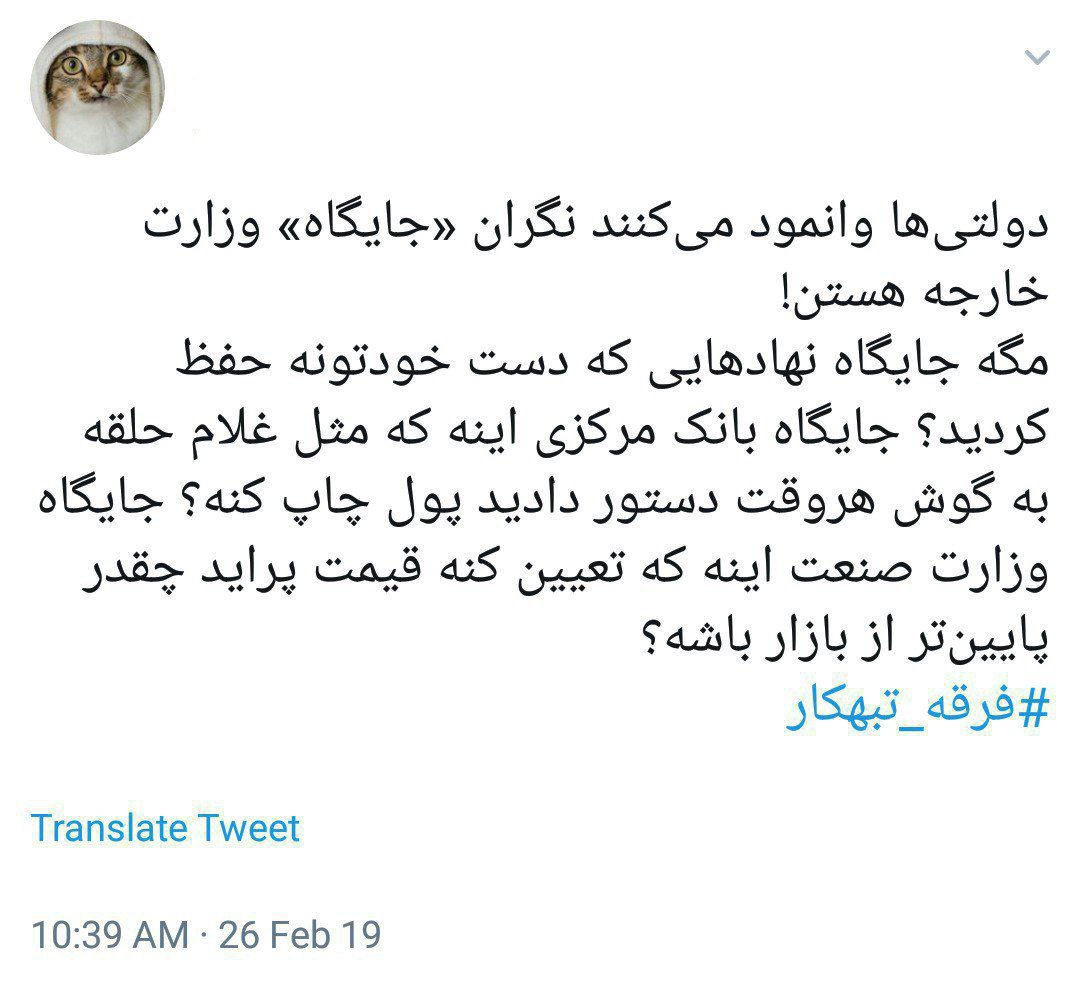 دولتی‌ها وانمود می‌کنند نگران «جایگاه» وزارت
خارجه هستن!
مگه جایگاه نهادهایی که دست خودتونه حفظ
کردید؟ جایگاه بانک مرکزی اینه که مثل غلام حلقه
به گوش هروقت دستور دادید پول چاپ کنه؟ جایگاه
وزارت صنعت اینه که تعیین کنه قیمت پراید چقدر
پایین‌تر از بازار باشه؟
#فرقه_تبهکار
Translate Tweet
10:39 AM · 26 Feb 19